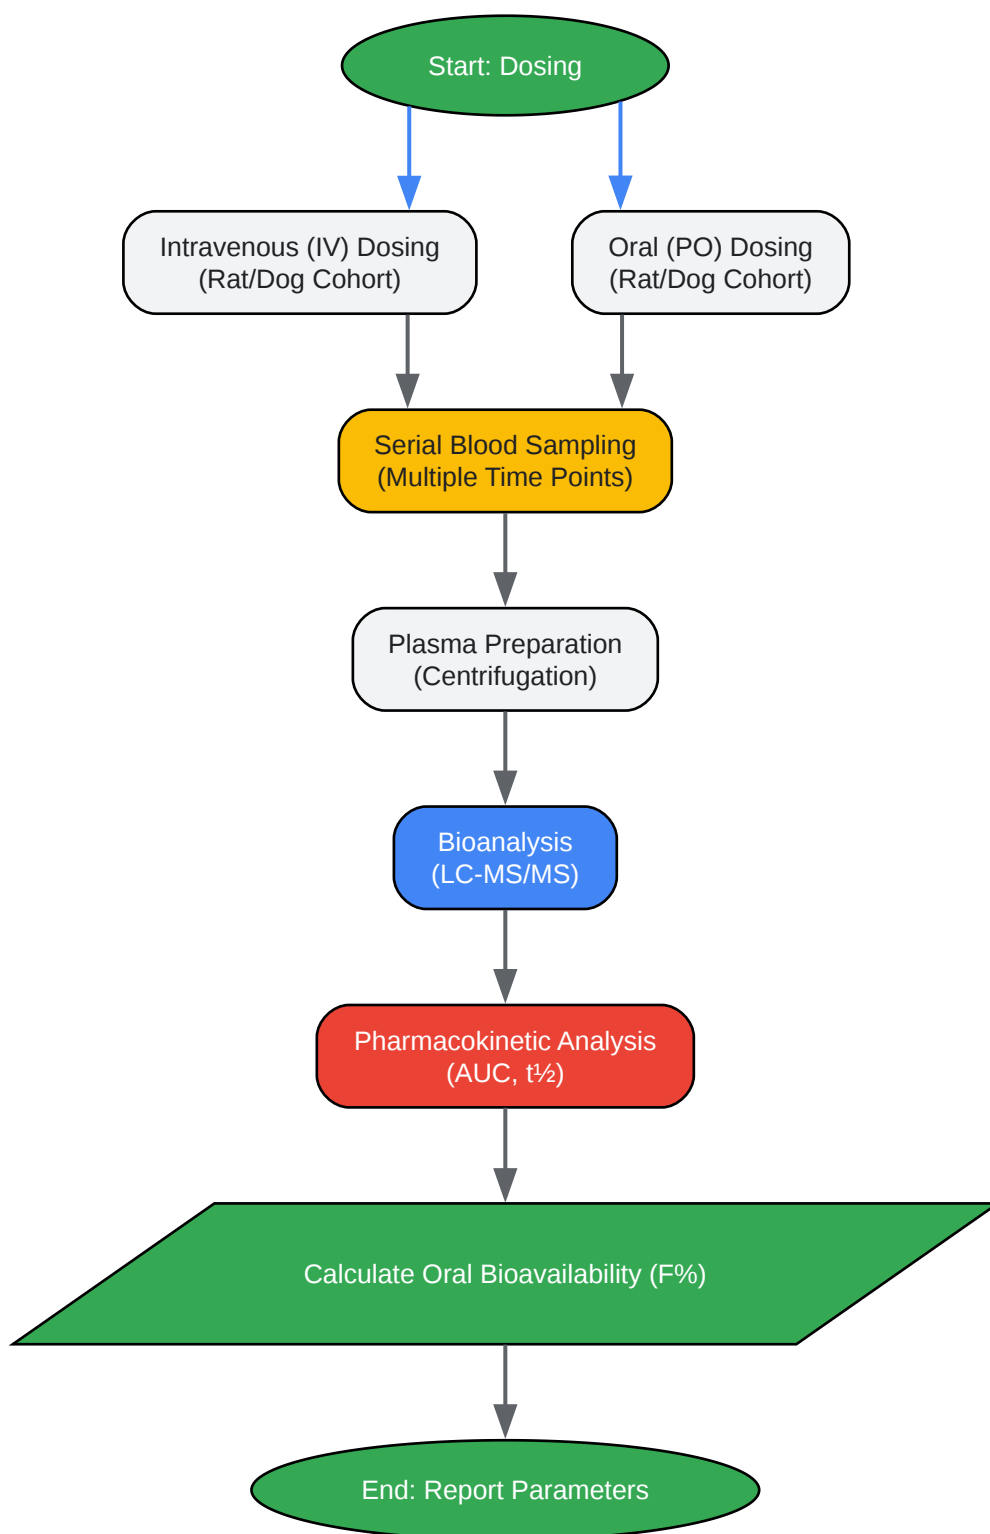 Start: Dosing
Intravenous (IV) Dosing
(Rat/Dog Cohort)
Oral (PO) Dosing
(Rat/Dog Cohort)
Serial Blood Sampling
(Multiple Time Points)
Plasma Preparation
(Centrifugation)
Bioanalysis
(LC-MS/MS)
Pharmacokinetic Analysis
(AUC, t½)
Calculate Oral Bioavailability (F%)
End: Report Parameters